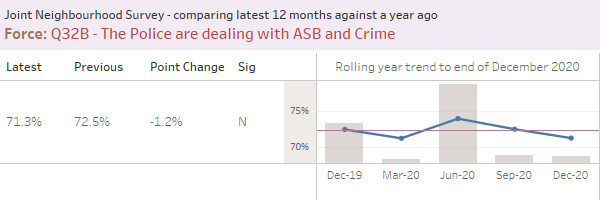 Joint Neighbourhood Survey - comparing latest 12 months against a year ago
Force: Q32B - The Police are dealing with ASB and Crime
Latest Previous Point Change Sig Rolling year trend to end of December 2020
71.3% 72.5% -1.2% N
75%
70%
Dec-19 Mar-20 Jun-20 Sep-20 Dec-20